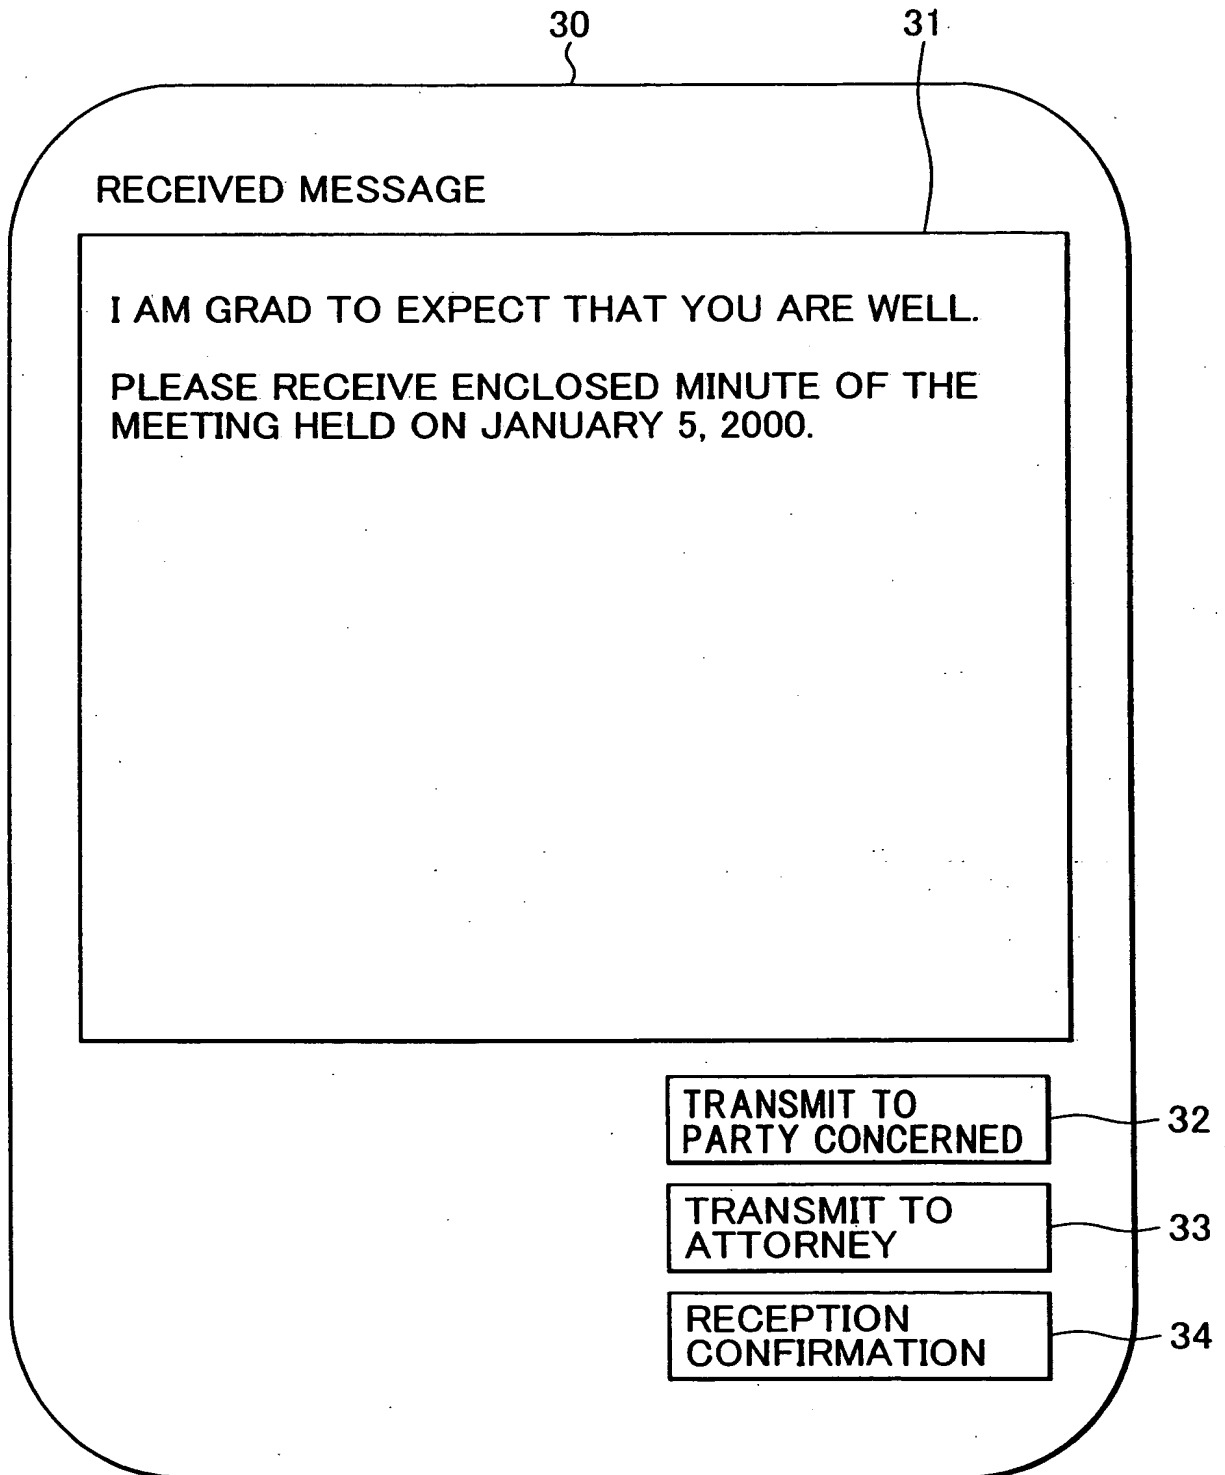 30
31
RECEIVED MESSAGE
I AM GRAD TO EXPECT THAT YOU ARE WELL.
PLEASE RECEIVE ENCLOSED MINUTE OF THE
MEETING HELD ON JANUARY 5, 2000.
TRANSMIT TO
PARTY CONCERNED
32
TRANSMIT TO
ATTORNEY
33
RECEPTION
CONFIRMATION
34